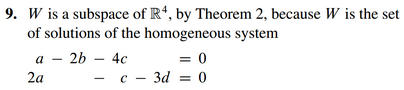 9. W is a subspace of ℝ⁴, by Theorem 2, because W is the set
of solutions of the homogeneous system
a − 2b − 4c = 0
2a − c − 3d = 0